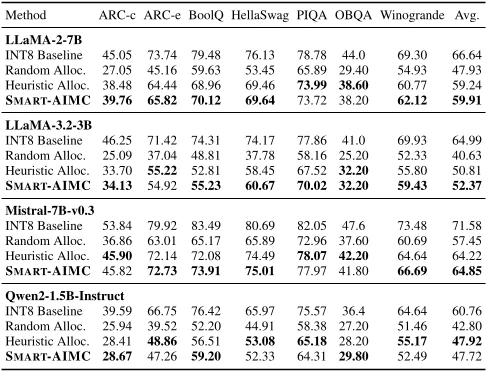 Method ARC-c ARC-e BoolQ HellaSwag PIQA OBQA Winogrande Avg.
LLaMA-2-7B
INT8 Baseline 45.05 73.74 79.48 76.13 78.78 44.0 69.30 66.64
Random Alloc. 27.05 45.16 59.63 53.45 65.89 29.40 54.93 47.93
Heuristic Alloc. 38.48 64.44 68.96 69.46 73.99 38.60 60.77 59.24
SMART-AIMC 39.76 65.82 70.12 69.64 73.72 38.20 62.12 59.91
LLaMA-3.2-3B
INT8 Baseline 46.25 71.42 74.31 74.17 77.86 41.0 69.93 64.99
Random Alloc. 25.09 37.04 48.81 37.78 58.16 25.20 52.33 40.63
Heuristic Alloc. 33.70 55.22 52.81 58.45 67.52 32.20 55.80 50.81
SMART-AIMC 34.13 54.92 55.23 60.67 70.02 32.20 59.43 52.37
Mistral-7B-v0.3
INT8 Baseline 53.84 79.92 83.49 80.69 82.05 47.6 73.48 71.58
Random Alloc. 36.86 63.01 65.17 65.89 72.96 37.60 60.69 57.45
Heuristic Alloc. 45.90 72.14 72.08 74.49 78.07 42.20 64.64 64.22
SMART-AIMC 45.82 72.73 73.91 75.01 77.97 41.80 66.69 64.85
Qwen2-1.5B-Instruct
INT8 Baseline 39.59 66.75 76.42 65.97 75.57 36.4 64.64 60.76
Random Alloc. 25.94 39.52 52.20 44.91 58.38 27.20 51.46 42.80
Heuristic Alloc. 28.41 48.86 56.51 53.08 65.18 28.20 55.17 47.92
SMART-AIMC 28.67 47.26 59.20 52.33 64.31 29.80 52.49 47.72